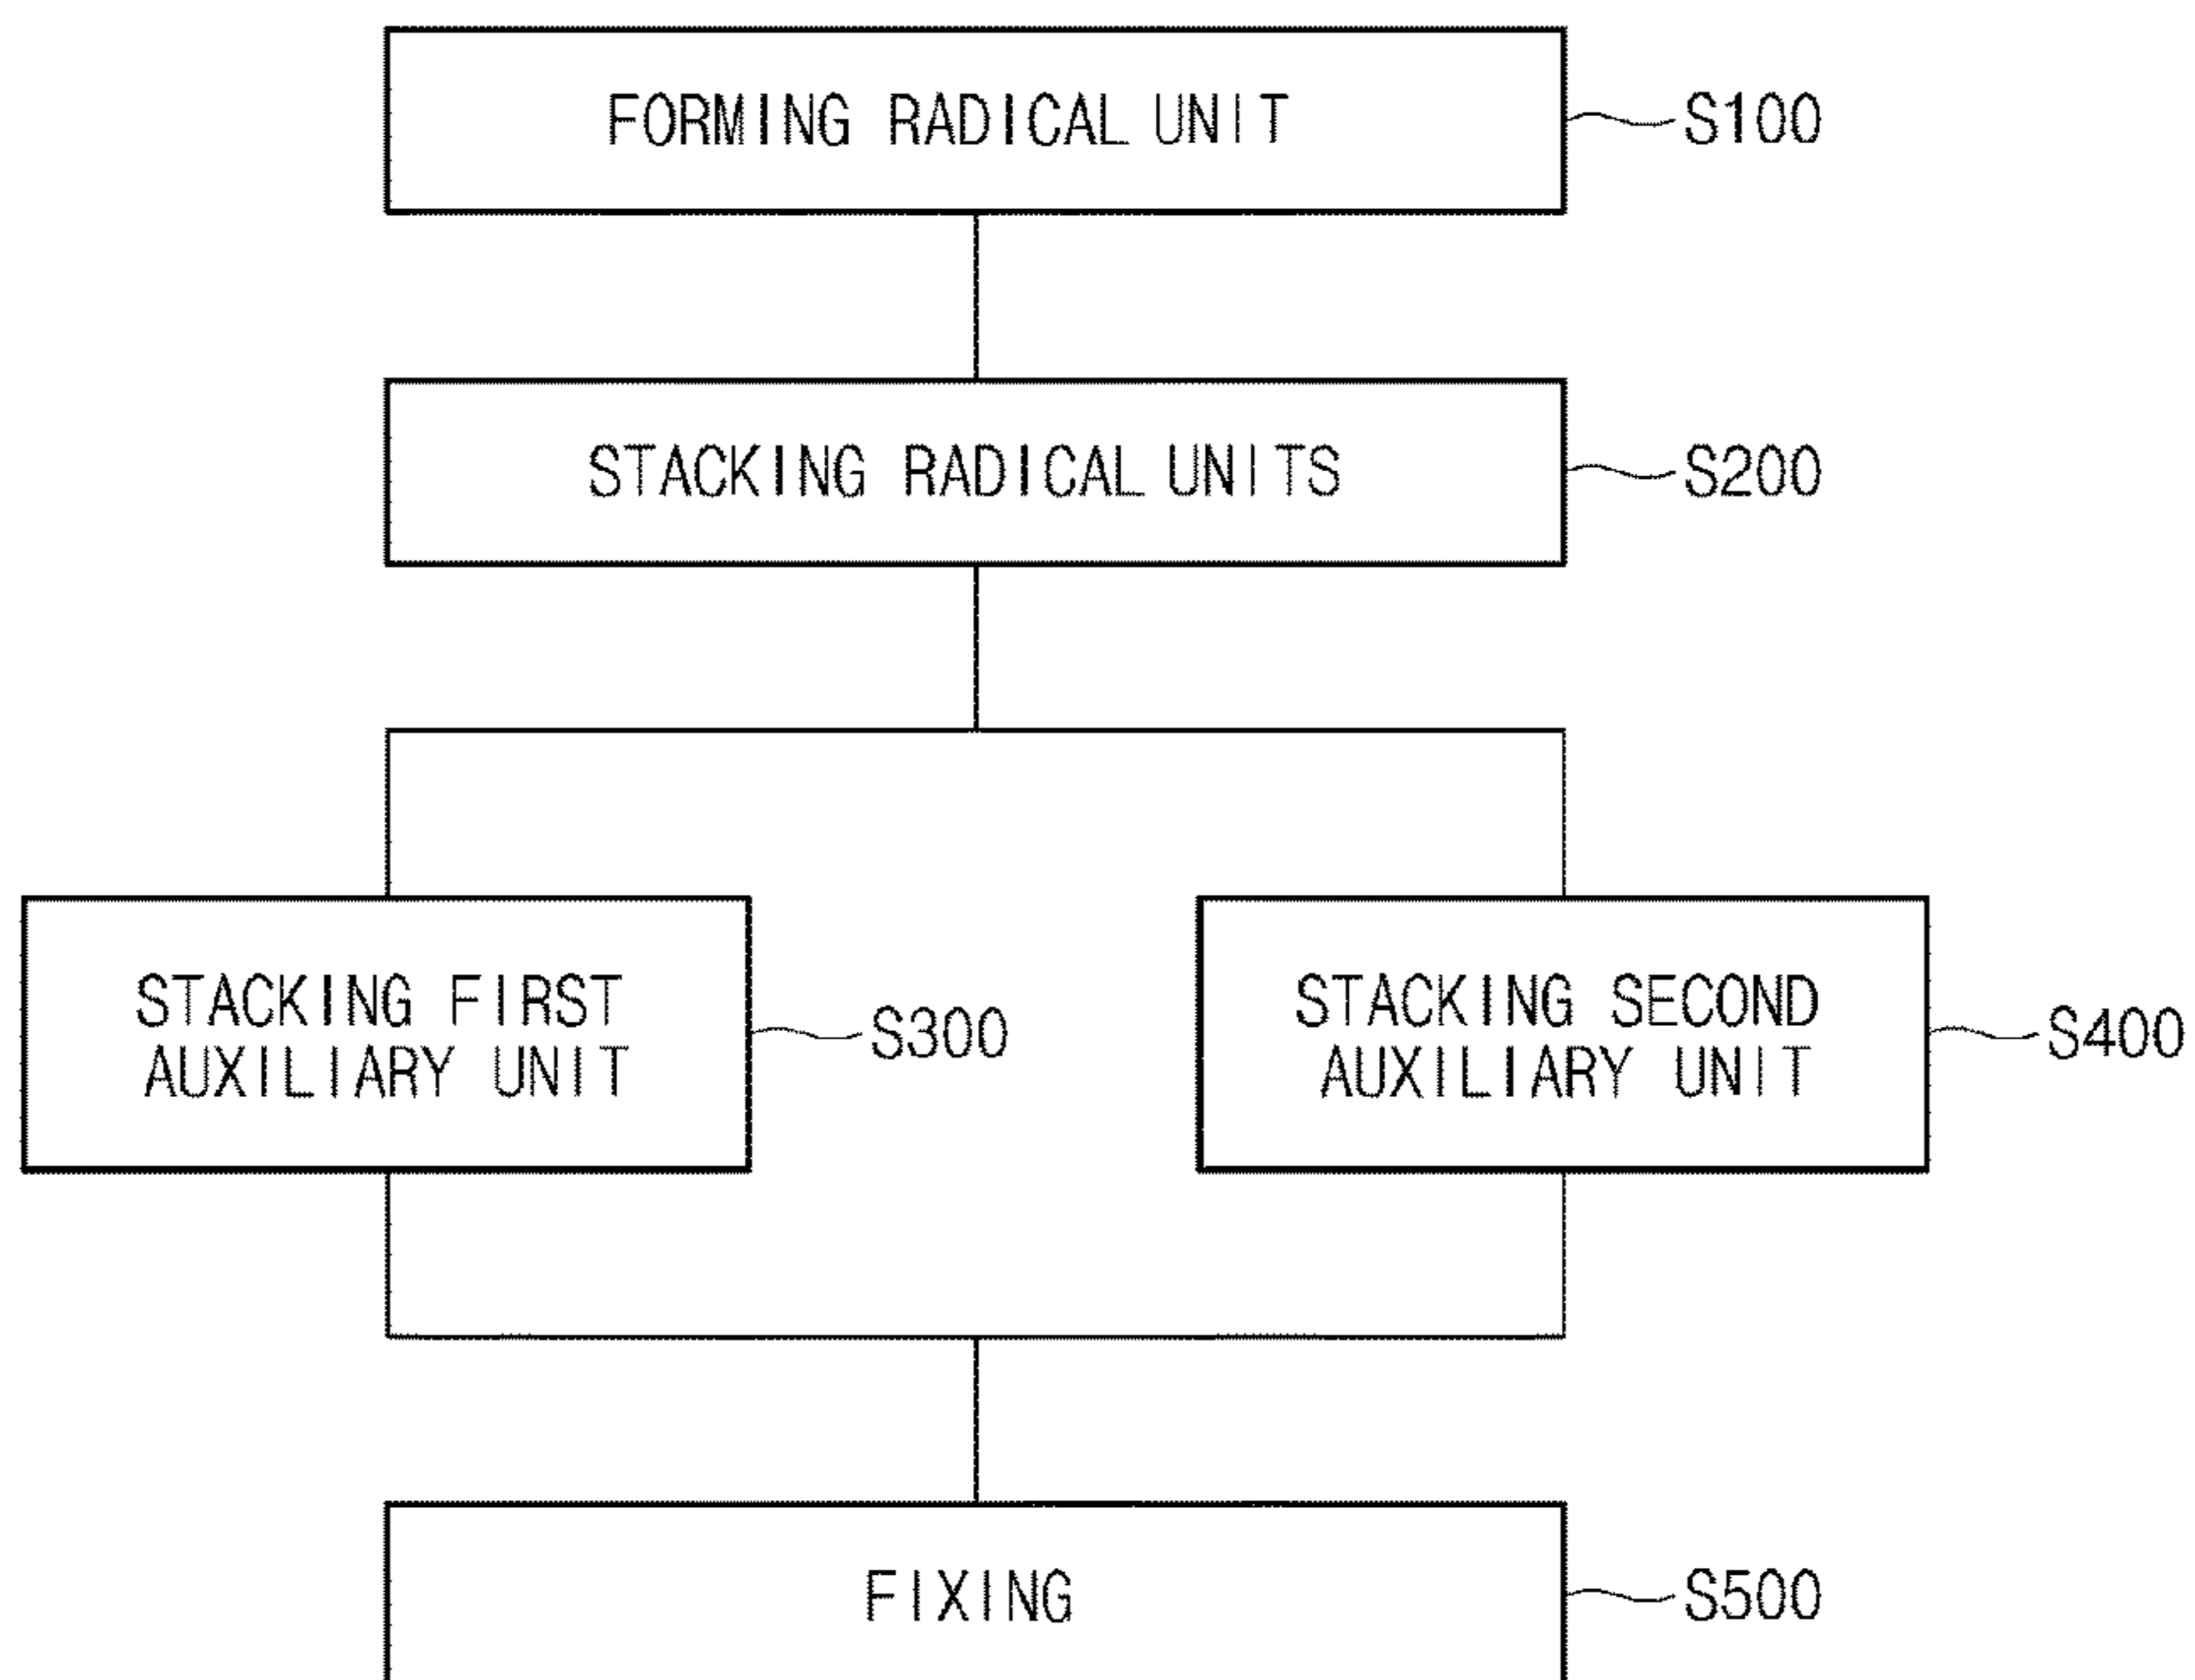 FORMING RADICAL UNIT
S100
STACKING RADICAL UNITS
S200
STACKING FIRST
AUXILIARY UNIT
S300
STACKING SECOND
AUXILIARY UNIT
S400
FIXING
S500